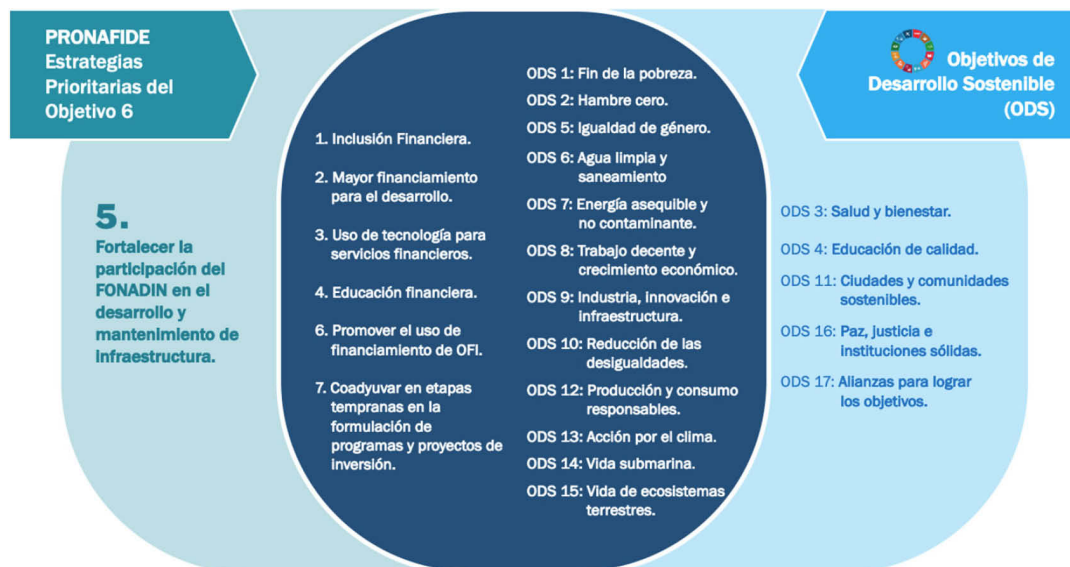 PRONAFIDE
Estrategias
Prioritarias del
Objetivo 6
5.
Fortalecer la
participación del
FONADIN en el
desarrollo y
mantenimiento de
infraestructura.
1. Inclusión Financiera.
2. Mayor financiamiento
para el desarrollo.
3. Uso de tecnología para
servicios financieros.
4. Educación financiera.
6. Promover el uso de
financiamiento de OFI.
7. Coadyuvar en etapas
tempranas en la
formulación de
programas y proyectos de
inversión.
ODS 1: Fin de la pobreza.
ODS 2: Hambre cero.
ODS 5: Igualdad de género.
ODS 6: Agua limpia y
saneamiento
ODS 7: Energía asequible y
no contaminante.
ODS 8: Trabajo decente y
crecimiento económico.
ODS 9: Industria, innovación e
infraestructura.
ODS 10: Reducción de las
desigualdades.
ODS 12: Producción y consumo
responsables.
ODS 13: Acción por el clima.
ODS 14: Vida submarina.
ODS 15: Vida de ecosistemas
terrestres.
Objetivos de
Desarrollo Sostenible
(ODS)
ODS 3: Salud y bienestar.
ODS 4: Educación de calidad.
ODS 11: Ciudades y comunidades
sostenibles.
ODS 16: Paz, justicia e
instituciones sólidas.
ODS 17: Alianzas para lograr
los objetivos.